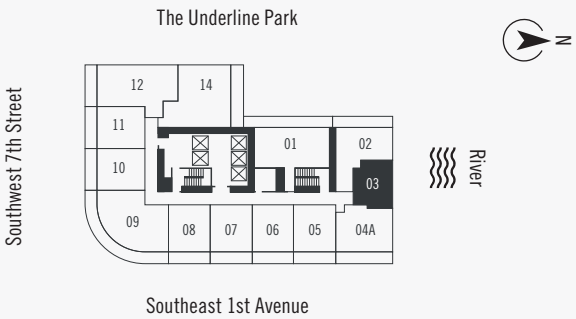 The Underline Park
N
Southwest 7th Street
12
14
11
01
02
10
03
River
09
08
07
06
05
04A
Southeast 1st Avenue